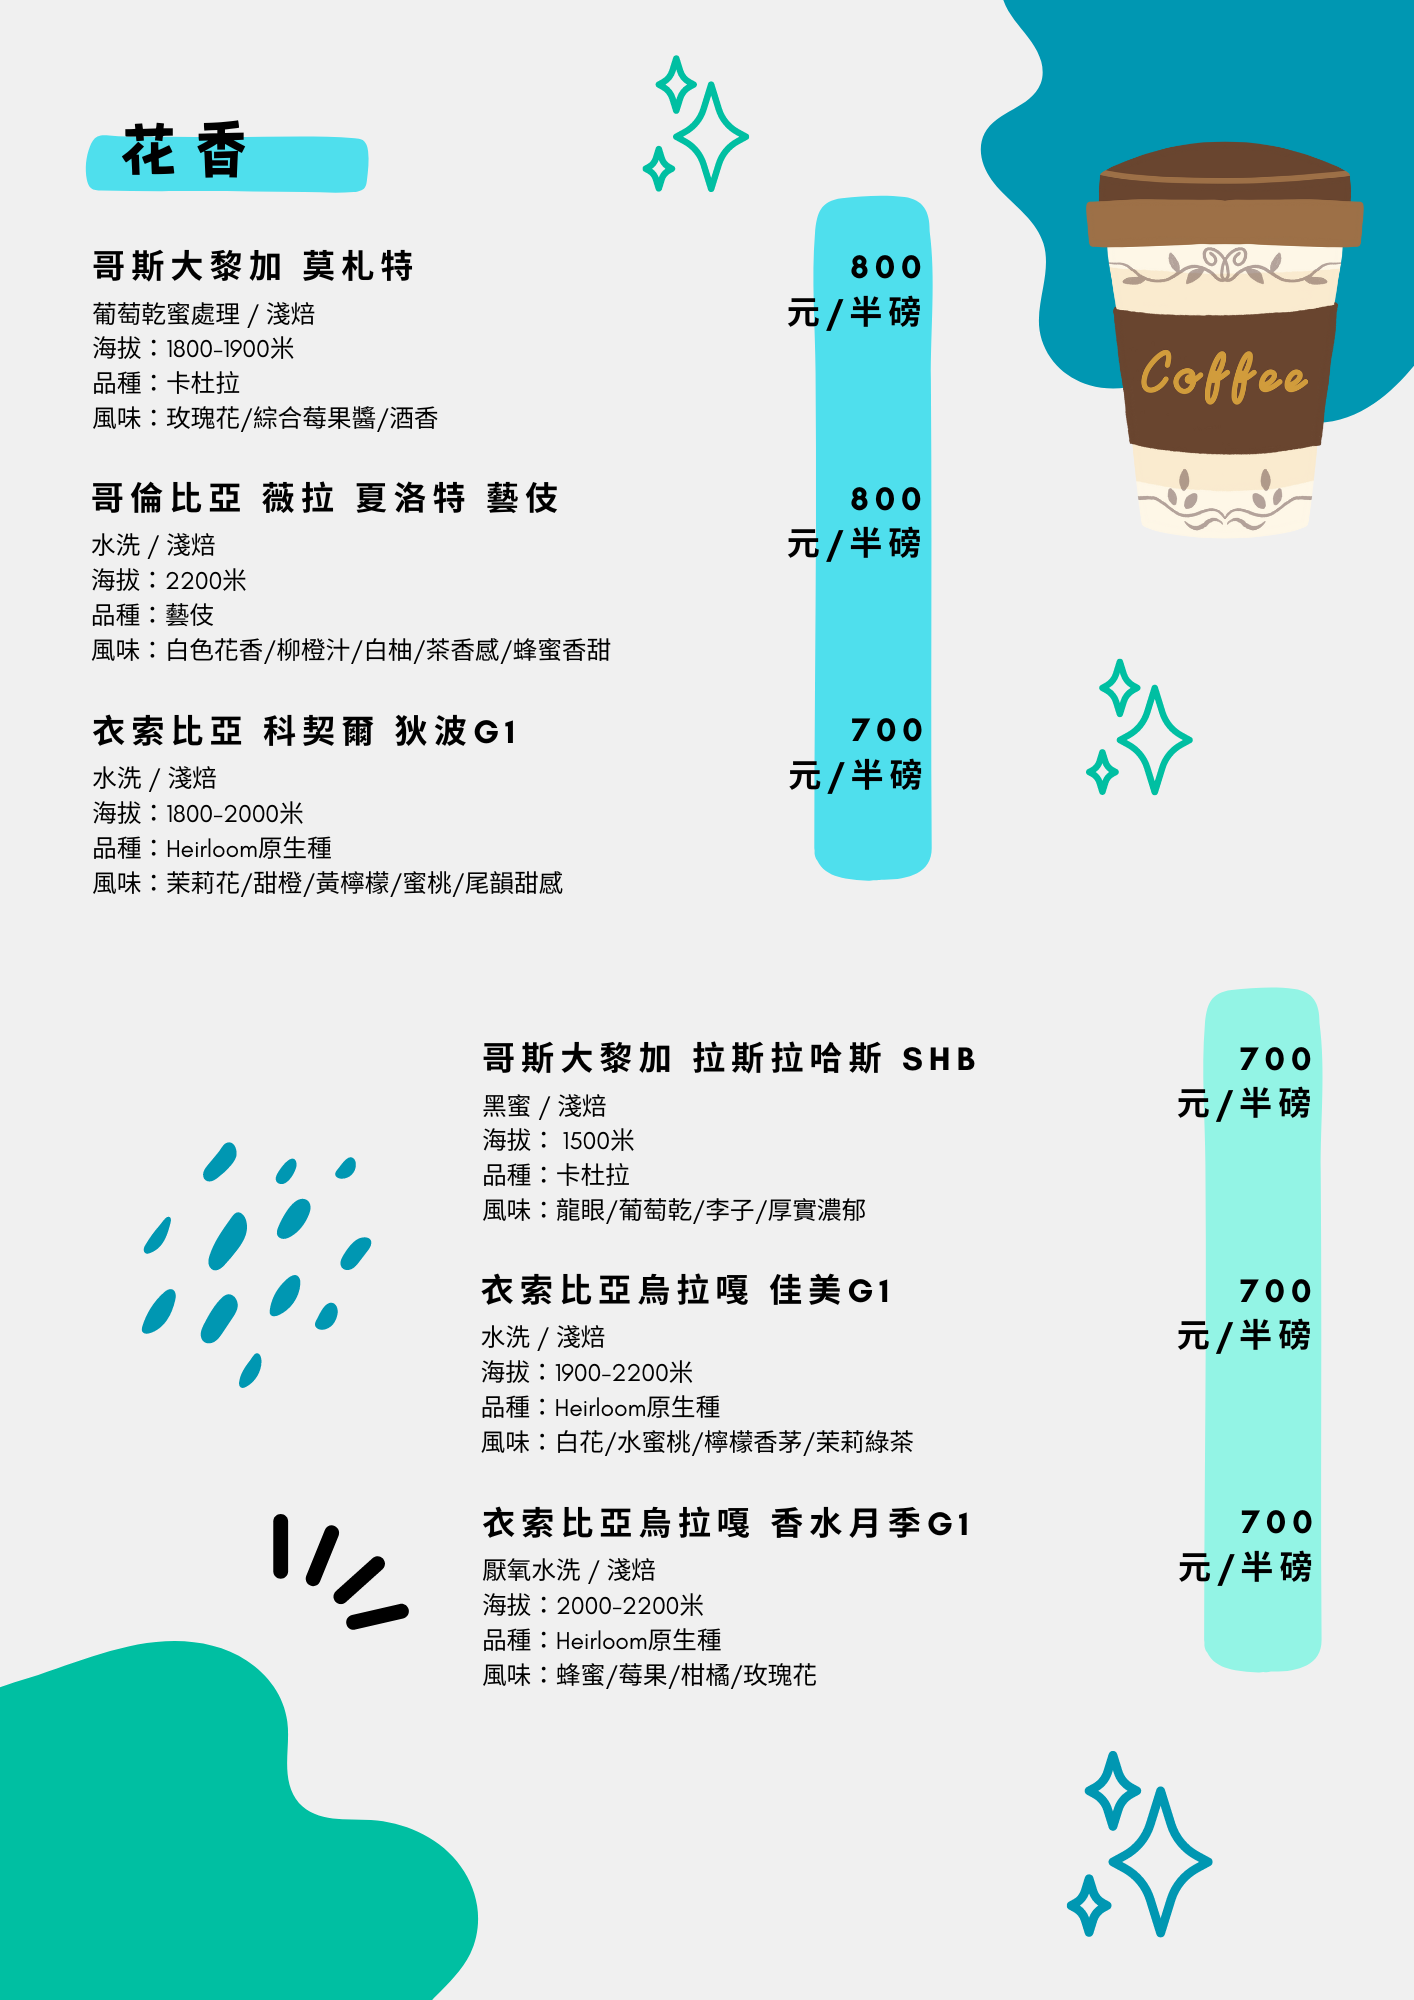 花香
哥斯大黎加 莫札特
800
元/半磅
葡萄乾蜜處理 / 淺焙
海拔：1800-1900米
品種：卡杜拉
風味：玫瑰花/綜合莓果醬/酒香
哥倫比亞 薇拉 夏洛特 藝伎
800
元/半磅
水洗 / 淺焙
海拔：2200米
品種：藝伎
風味：白色花香/柳橙汁/白柚/茶香感/蜂蜜香甜
衣索比亞 科契爾 狄波G1
700
元/半磅
水洗 / 淺焙
海拔：1800-2000米
品種：Heirloom原生種
風味：茉莉花/甜橙/黃檸檬/蜜桃/尾韻甜感
Coffee
哥斯大黎加 拉斯拉哈斯 SHB
700
元/半磅
黑蜜 / 淺焙
海拔： 1500米
品種：卡杜拉
風味：龍眼/葡萄乾/李子/厚實濃郁
衣索比亞烏拉嘎 佳美G1
700
元/半磅
水洗 / 淺焙
海拔：1900-2200米
品種：Heirloom原生種
風味：白花/水蜜桃/檸檬香茅/茉莉綠茶
衣索比亞烏拉嘎 香水月季G1
700
元/半磅
厭氧水洗 / 淺焙
海拔：2000-2200米
品種：Heirloom原生種
風味：蜂蜜/莓果/柑橘/玫瑰花